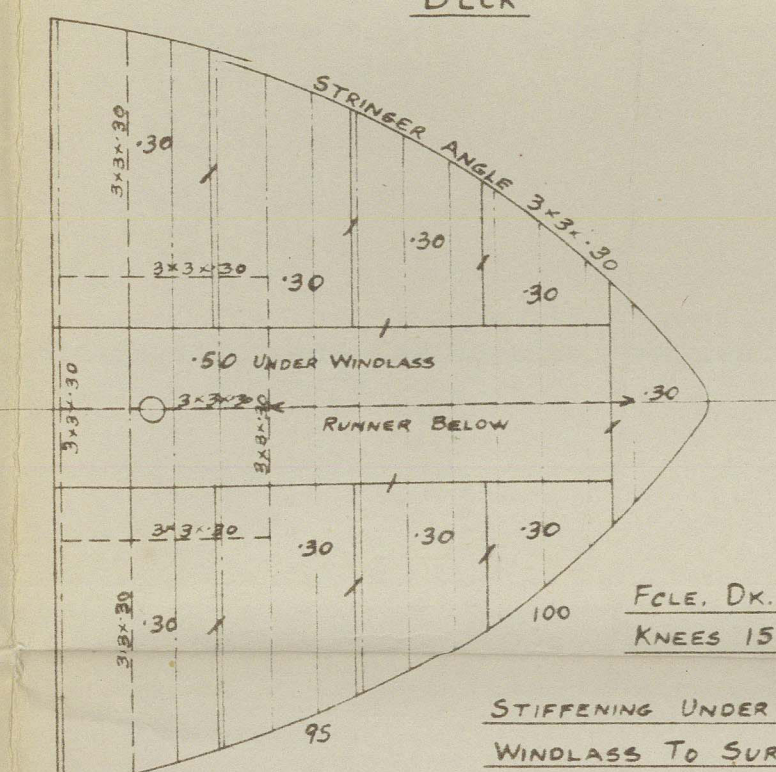 DECK
STRINGER ANGLE 3×3×·30
3×3×·30
·30
·30
3×3×·30
·30
·30
·50 UNDER WINDLASS
3×3×·30
3×3×·30
3×3×·30
·30
RUNNER BELOW
3×3×·30
·30
·30
·30
3×3×·30
·30
100
95
FCLE. DK.
KNEES 15
STIFFENING UNDER
WINDLASS TO SUR